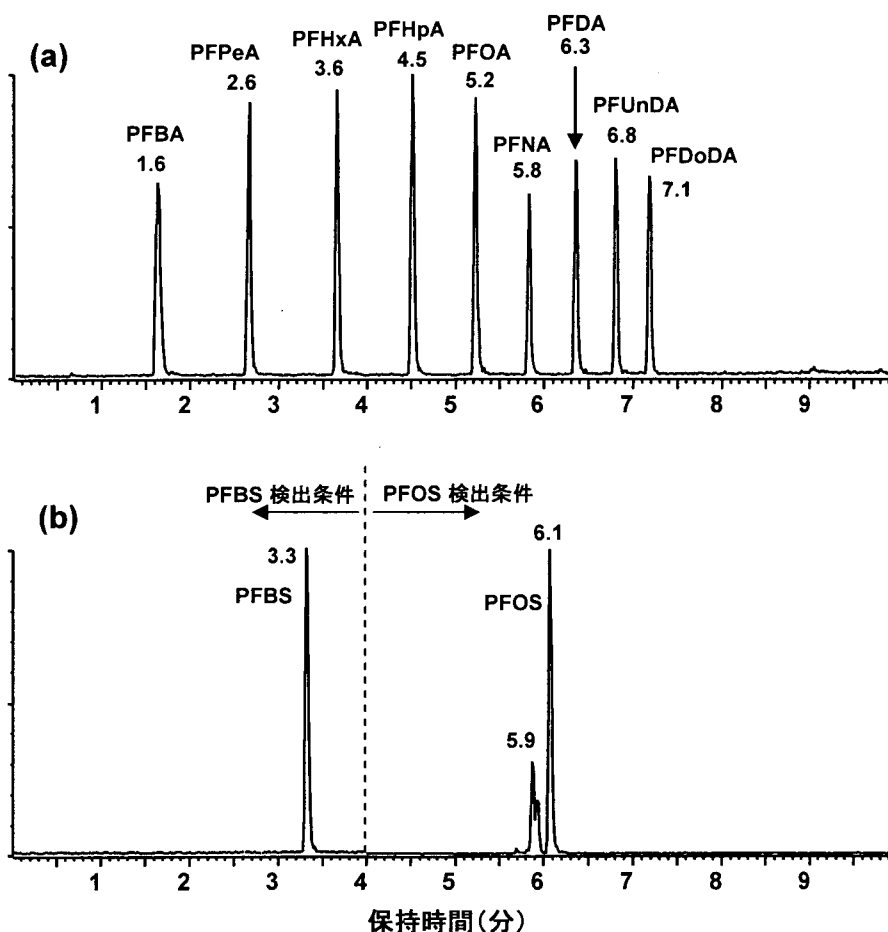 (a)
PFBA
1.6
PFPeA
2.6
PFHxA
3.6
PFHpA
4.5
PFOA
5.2
PFNA
5.8
PFDA
6.3
PFUnDA
6.8
PFDoDA
7.1
1 2 3 4 5 6 7 8 9
(b)
PFBS 検出条件 PFOS 検出条件
3.3
PFBS
5.9
6.1
PFOS
1 2 3 4 5 6 7 8 9
保持時間(分)